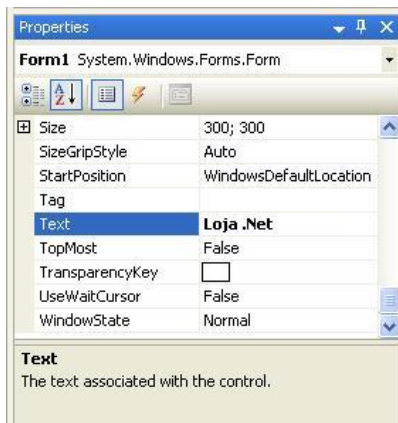 Properties
Form1 System.Windows.Forms.Form
Size 300; 300
SizeGripStyle Auto
StartPosition WindowsDefaultLocation
Tag
Text Loja .Net
TopMost False
TransparencyKey
UseWaitCursor False
WindowState Normal
Text
The text associated with the control.